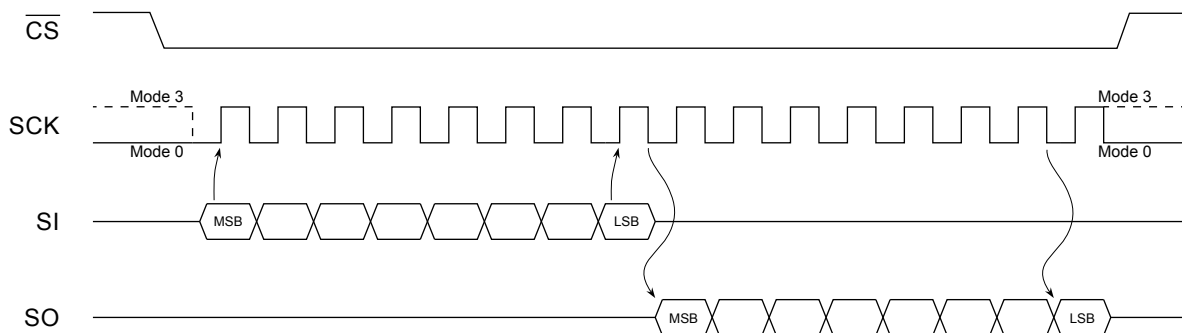 CS
Mode 3 Mode 3
SCK
Mode 0 Mode 0
SI MSB LSB
SO MSB LSB